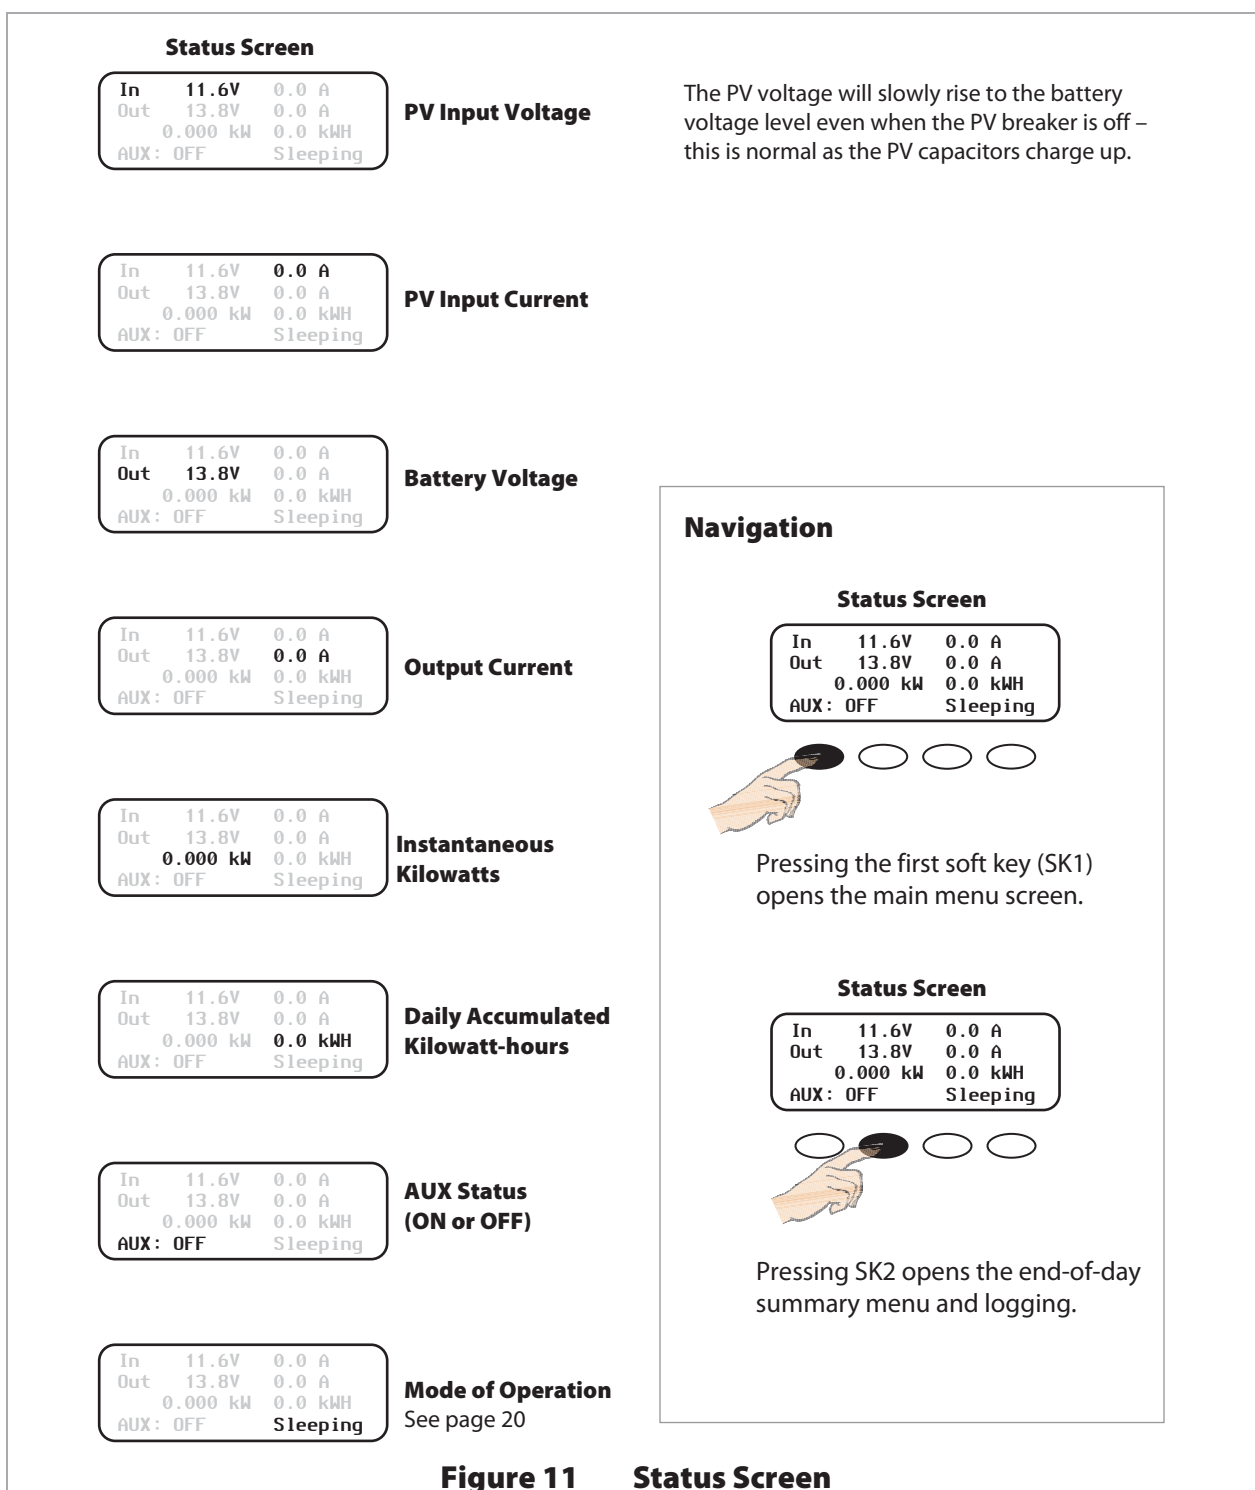 Status Screen
In 11.6V 0.0 A
Out 13.8V 0.0 A
0.000 kW 0.0 kWH
AUX: OFF Sleeping
PV Input Voltage
The PV voltage will slowly rise to the battery
voltage level even when the PV breaker is off –
this is normal as the PV capacitors charge up.
In 11.6V 0.0 A
Out 13.8V 0.0 A
0.000 kW 0.0 kWH
AUX: OFF Sleeping
PV Input Current
In 11.6V 0.0 A
Out 13.8V 0.0 A
0.000 kW 0.0 kWH
AUX: OFF Sleeping
Battery Voltage
In 11.6V 0.0 A
Out 13.8V 0.0 A
0.000 kW 0.0 kWH
AUX: OFF Sleeping
Output Current
In 11.6V 0.0 A
Out 13.8V 0.0 A
0.000 kW 0.0 kWH
AUX: OFF Sleeping
Instantaneous
Kilowatts
In 11.6V 0.0 A
Out 13.8V 0.0 A
0.000 kW 0.0 kWH
AUX: OFF Sleeping
Daily Accumulated
Kilowatt-hours
In 11.6V 0.0 A
Out 13.8V 0.0 A
0.000 kW 0.0 kWH
AUX: OFF Sleeping
AUX Status
(ON or OFF)
In 11.6V 0.0 A
Out 13.8V 0.0 A
0.000 kW 0.0 kWH
AUX: OFF Sleeping
Mode of Operation
See page 20
Navigation
Status Screen
In 11.6V 0.0 A
Out 13.8V 0.0 A
0.000 kW 0.0 kWH
AUX: OFF Sleeping
Pressing the first soft key (SK1)
opens the main menu screen.
Status Screen
In 11.6V 0.0 A
Out 13.8V 0.0 A
0.000 kW 0.0 kWH
AUX: OFF Sleeping
Pressing SK2 opens the end-of-day
summary menu and logging.
Figure 11 Status Screen